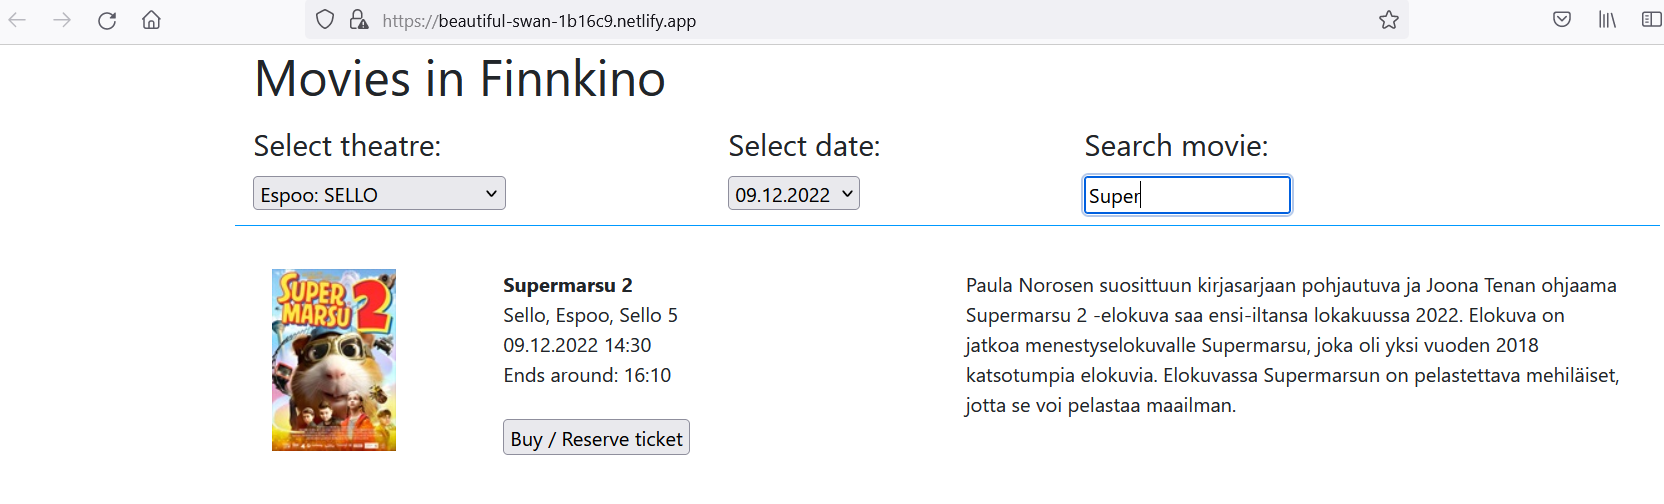 https://beautiful-swan-1b16c9.netlify.app
Movies in Finnkino
Select theatre:
Select date:
Search movie:
Espoo: SELLO
09.12.2022
Super
SUPER
MARSU 2
Supermarsu 2
Sello, Espoo, Sello 5
09.12.2022 14:30
Ends around: 16:10
Buy / Reserve ticket
Paula Norosen suosittuun kirjasarjaan pohjautuva ja Joona Tenan ohjaama
Supermarsu 2 -elokuva saa ensi-iltansa lokakuussa 2022. Elokuva on
jatkoa menestyselokuvalle Supermarsu, joka oli yksi vuoden 2018
katsotumpia elokuvia. Elokuvassa Supermarsun on pelastettava mehiläiset,
jotta se voi pelastaa maailman.